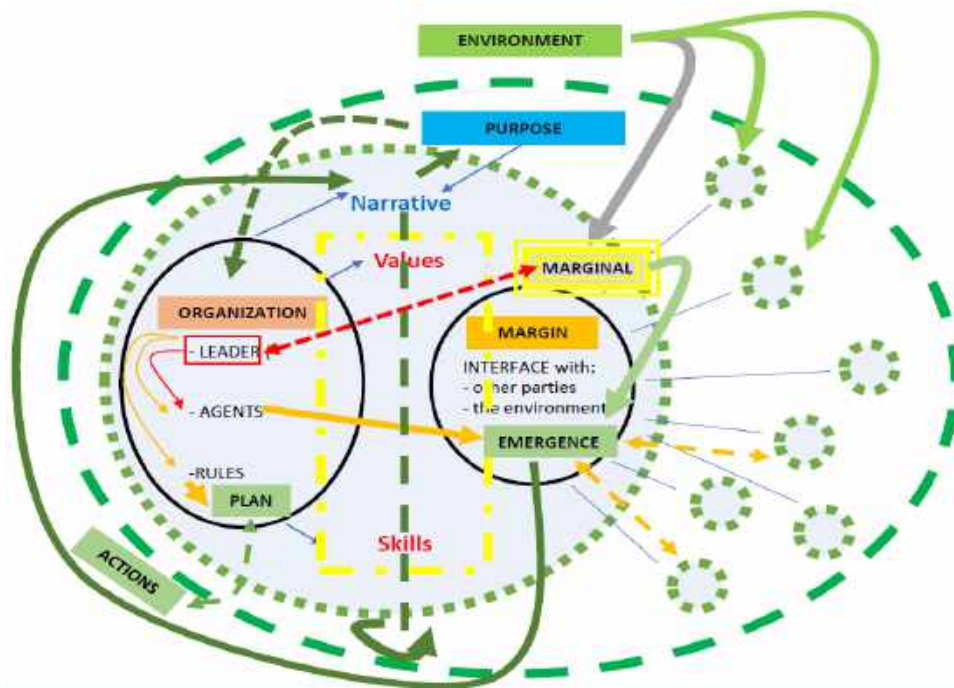 ENVIRONMENT
PURPOSE
Narrative
Values
MARGINAL
ORGANIZATION
- LEADER
- AGENTS
-RULES
PLAN
MARGIN
INTERFACE with:
- other parties
- the environment
EMERGENCE
Skills
ACTIONS